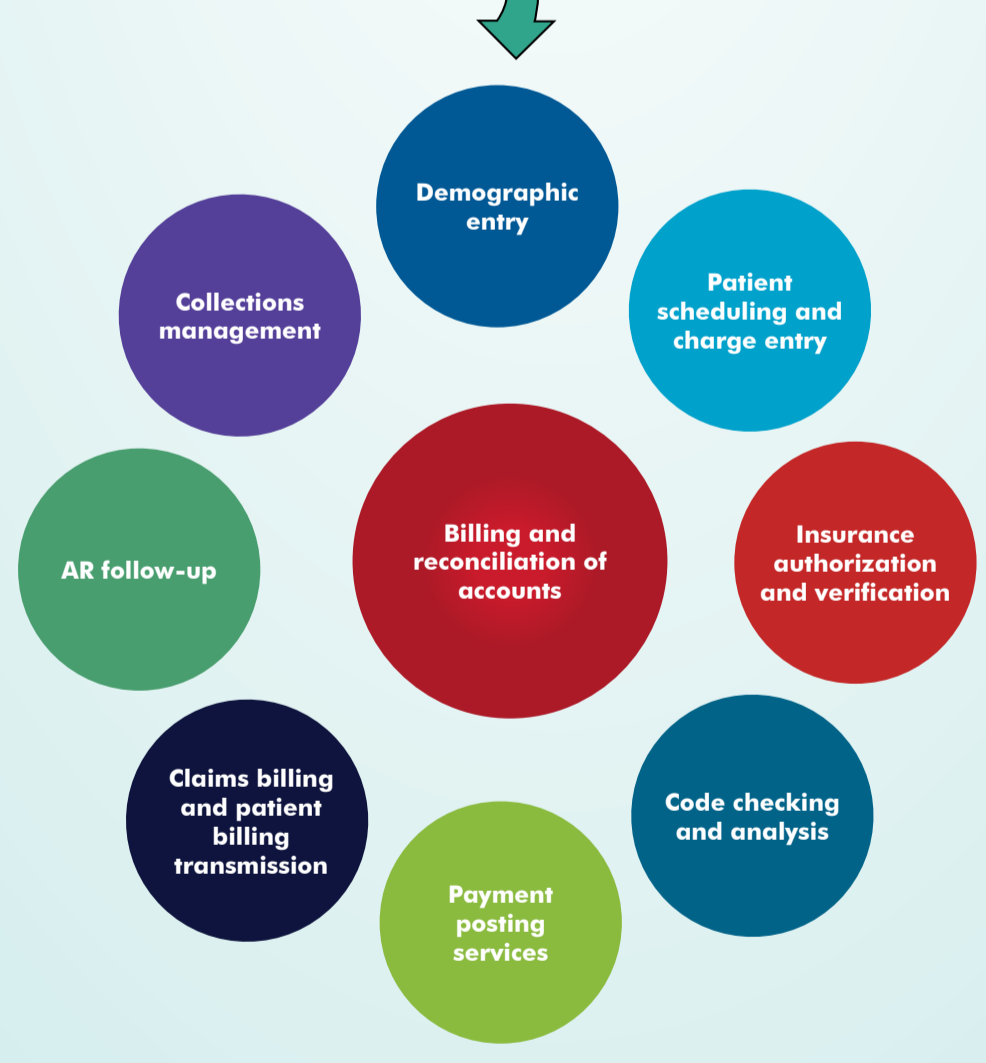 Demographic
entry
Patient
scheduling and
charge entry
Insurance
authorization
and verification
Code checking
and analysis
Payment
posting
services
Claims billing
and patient
billing
transmission
AR follow-up
Collections
management
Billing and
reconciliation of
accounts